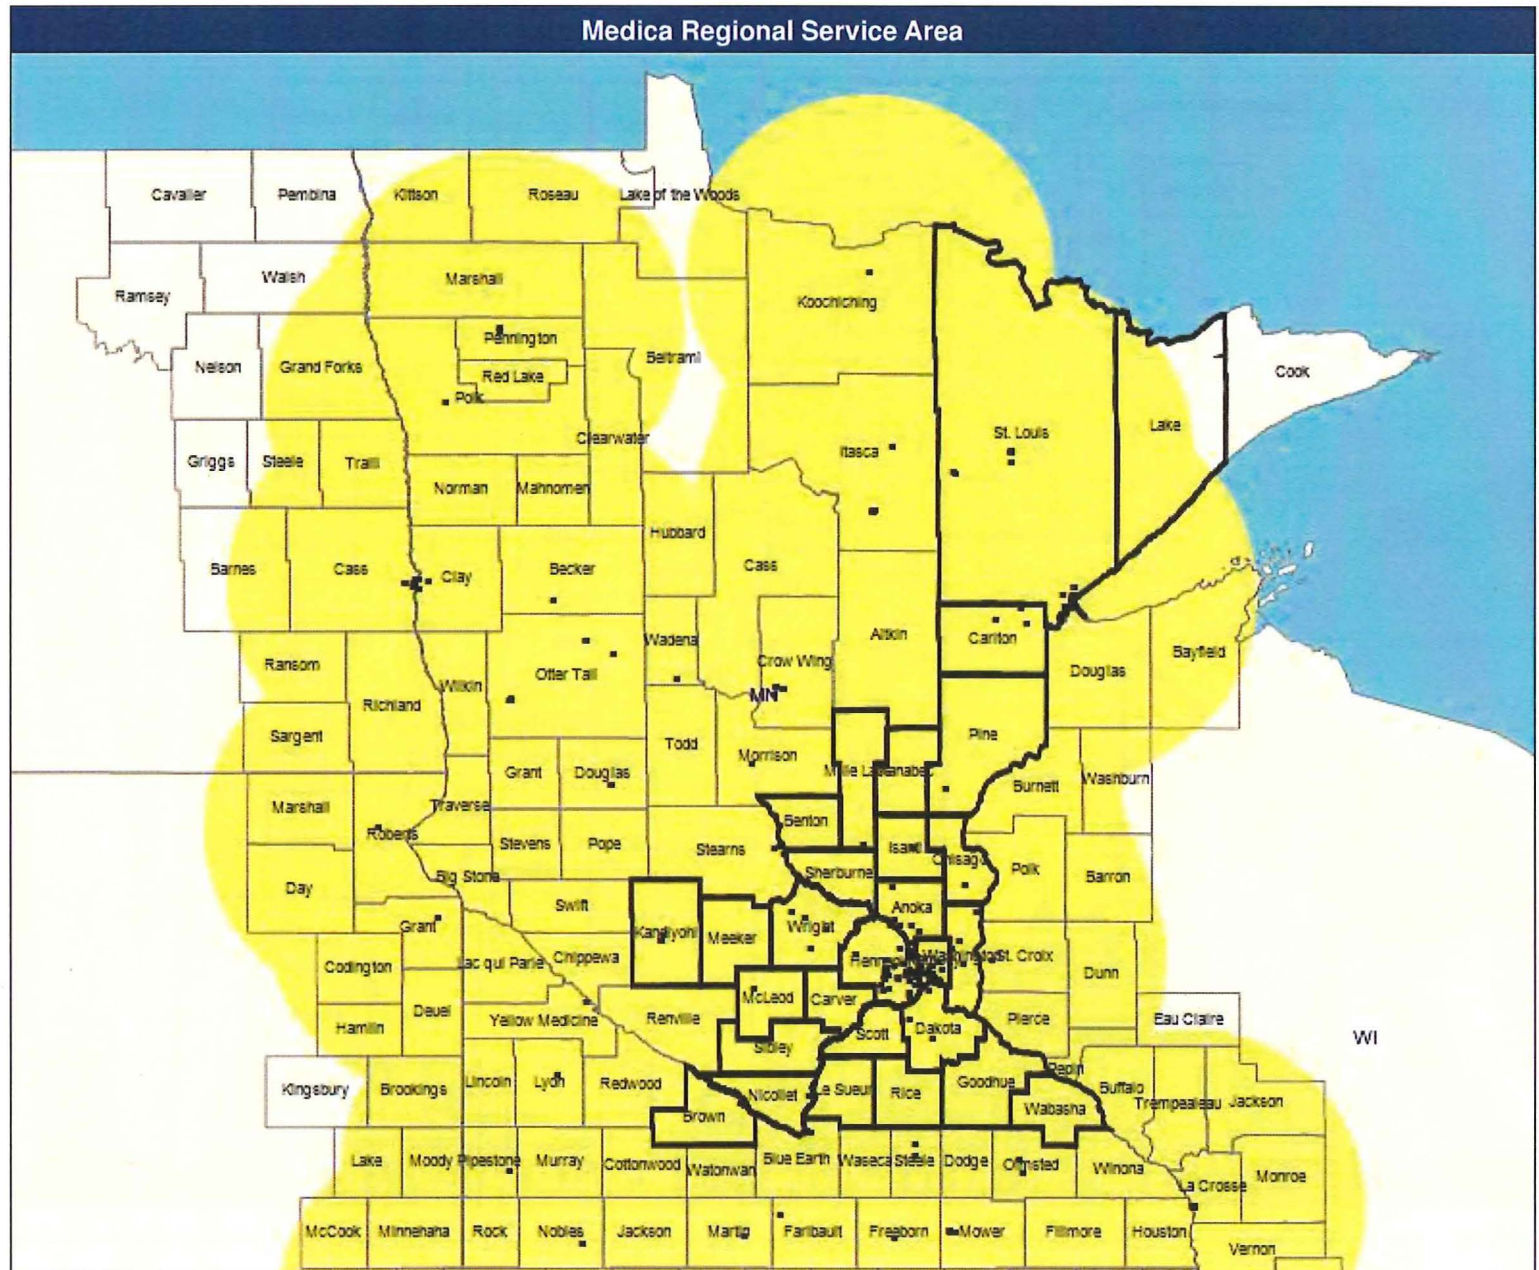 Medica Regional Service Area
Cavalier
Pembina
Kittson
Roseau
Lake of the Woods
Ramsey
Walsh
Marshall
Koochiching
Nelson
Grand Forks
Pennington
Red Lake
Polk
Beltrami
Cook
Clearwater
Itasca
St. Louis
Lake
Griggs
Steele
Traill
Norman
Mahnomen
Hubbard
Cass
Barnes
Cass
Clay
Becker
Wadena
Crow Wing
Aitkin
Carlton
Douglas
Bayfield
Ransom
Richland
Wilkin
Otter Tail
MN
Sargent
Grant
Douglas
Todd
Morrison
Mille Lacs
Kanabec
Pine
Burnett
Washburn
Marshall
Roberts
Traverse
Stevens
Pope
Stearns
Benton
Sherburne
Isanti
Chisago
Polk
Barron
Day
Big Stone
Swift
Grant
Kandiyohi
Meeker
Wright
Anoka
Hennepin
Washington
St. Croix
Dunn
Codington
Lac qui Parle
Chippewa
Deuel
McLeod
Carver
Hamlin
Yellow Medicine
Renville
Sibley
Scott
Dakota
Pierce
Eau Claire
WI
Kingsbury
Brookings
Lincoln
Lyon
Redwood
Brown
Nicollet
Le Sueur
Rice
Goodhue
Wabasha
Pepin
Buffalo
Trempealeau
Jackson
Lake
Moody
Pipestone
Murray
Cottonwood
Watonwan
Blue Earth
Waseca
Steele
Dodge
Olmsted
Winona
La Crosse
Monroe
McCook
Minnehaha
Rock
Nobles
Jackson
Martin
Faribault
Freeborn
Mower
Fillmore
Houston
Vernon